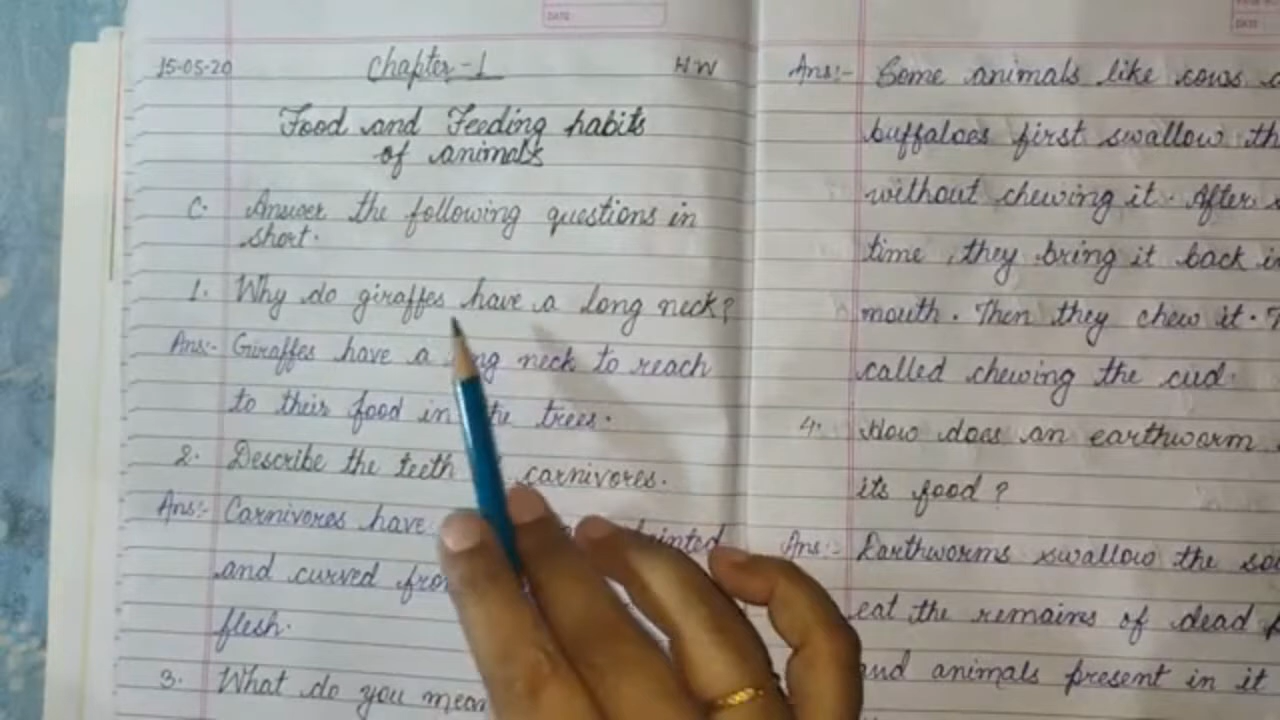 DATE
15-05-20 Chapter-1 HW
Food and Feeding habits
of animals
C. Answer the following questions in
short.
1. Why do giraffes have a long neck?
Ans:- Giraffes have a neck to reach
to their food in the trees.
2. Describe the teeth carnivores.
Ans:- Carnivores have pointed
and curved
flesh.
3. What do you mean
DATE
Ans:- Some animals like cows
buffaloes first swallow
without chewing it. After
time, they bring it back
mouth. Then they chew it.
called chewing the cud.
4. How does an earthworm
its food?
Ans:- Earthworms swallow the
eat the remains of dead
and animals present in it